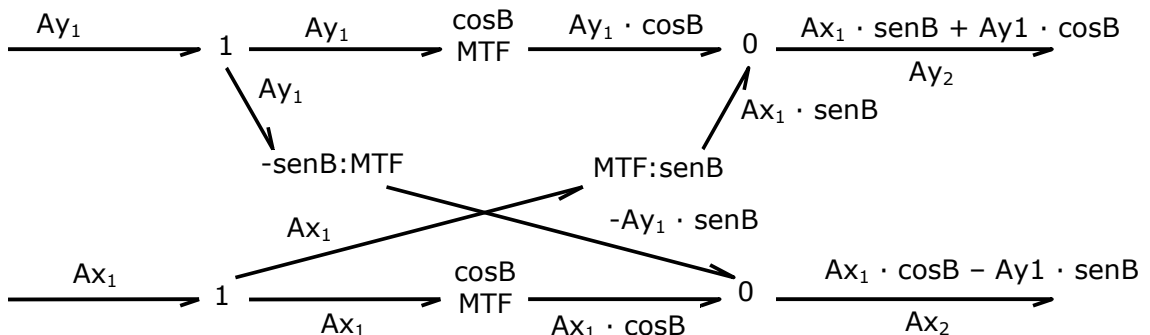 Ay₁
Ay₁
cosB
MTF
Ay₁ · cosB
Ax₁ · senB + Ay1 · cosB
1
0
Ay₂
Ay₁
Ax₁ · senB
-senB:MTF
MTF:senB
Ax₁
-Ay₁ · senB
Ax₁
cosB
MTF
Ax₁ · cosB – Ay1 · senB
1
0
Ax₁
Ax₁ · cosB
Ax₂